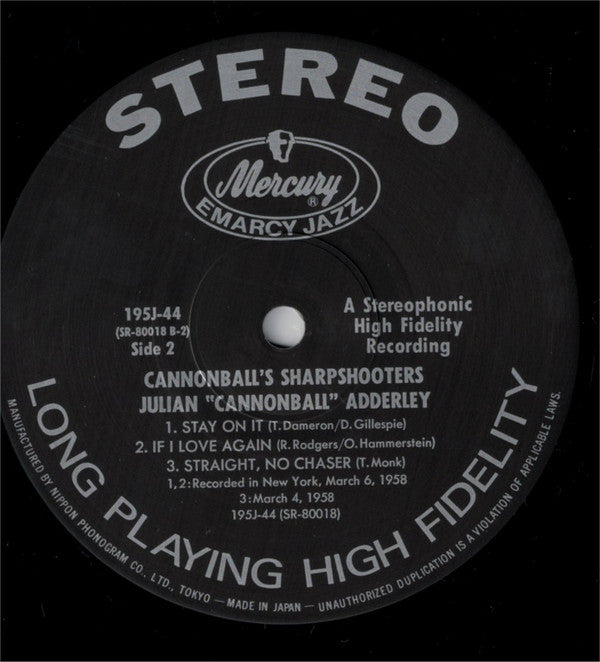 STEREO
Mercury ®
EMARCY JAZZ
195J-44
(SR-80018 B-2)
Side 2
A Stereophonic
High Fidelity
Recording
CANNONBALL'S SHARPSHOOTERS
JULIAN "CANNONBALL" ADDERLEY
1. STAY ON IT (T. Dameron/D. Gillespie)
2. IF I LOVE AGAIN (R. Rodgers/O. Hammerstein)
3. STRAIGHT, NO CHASER (T. Monk)
1, 2: Recorded in New York, March 6, 1958
3: March 4, 1958
195J-44 (SR-80018)
LONG PLAYING HIGH FIDELITY
MANUFACTURED BY NIPPON PHONOGRAM CO., LTD., TOKYO — MADE IN JAPAN — UNAUTHORIZED DUPLICATION IS A VIOLATION OF APPLICABLE LAWS.